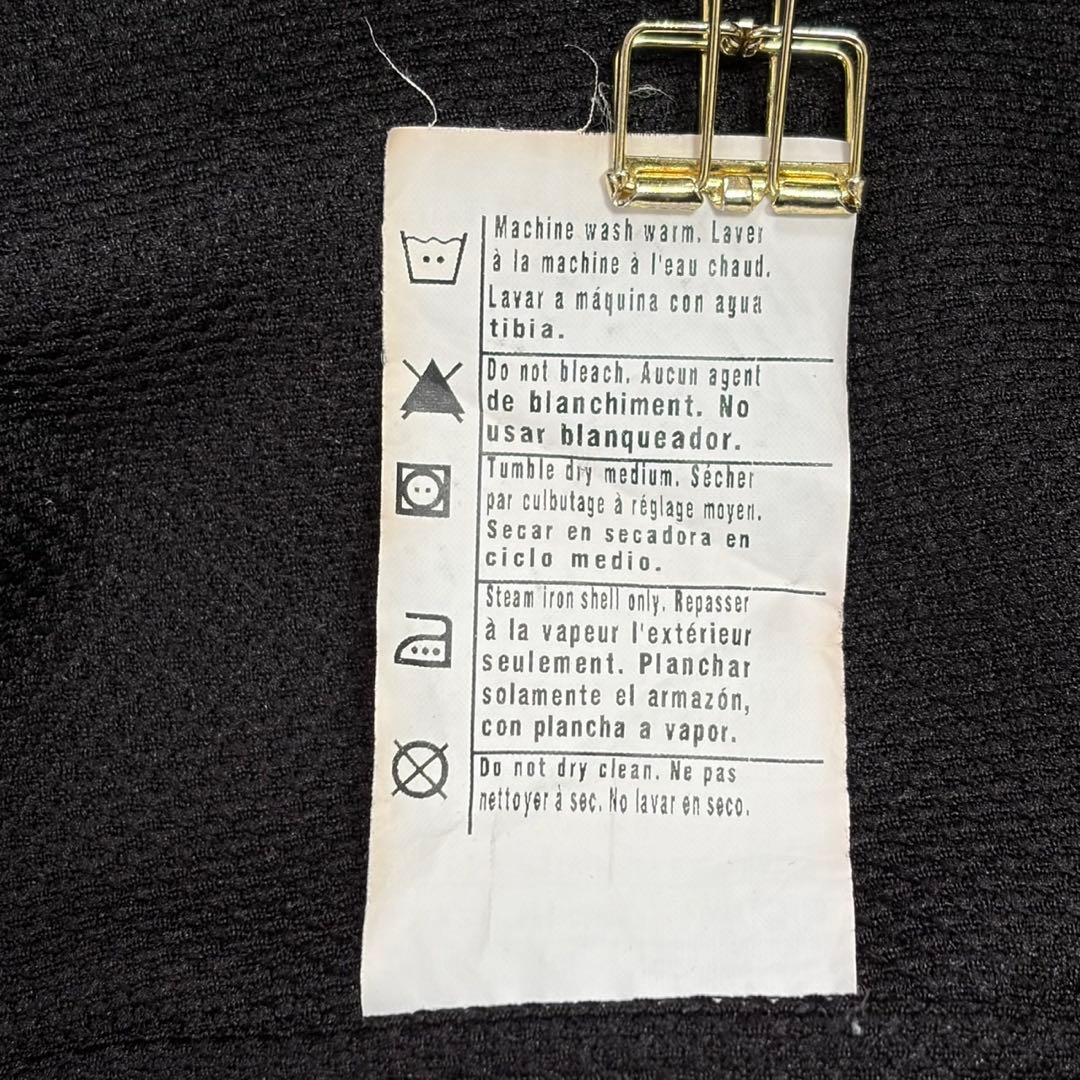 Machine wash warm. Laver
à la machine à l'eau chaud.
Lavar a máquina con agua
tibia.
Do not bleach. Aucun agent
de blanchiment. No
usar blanqueador.
Tumble dry medium. Sécher
par culbutage à réglage moyen.
Secar en secadora en
ciclo medio.
Steam iron shell only. Repasser
à la vapeur l'extérieur
seulement. Planchar
solamente el armazón,
con plancha a vapor.
Do not dry clean. Ne pas
nettoyer à sec. No lavar en seco.